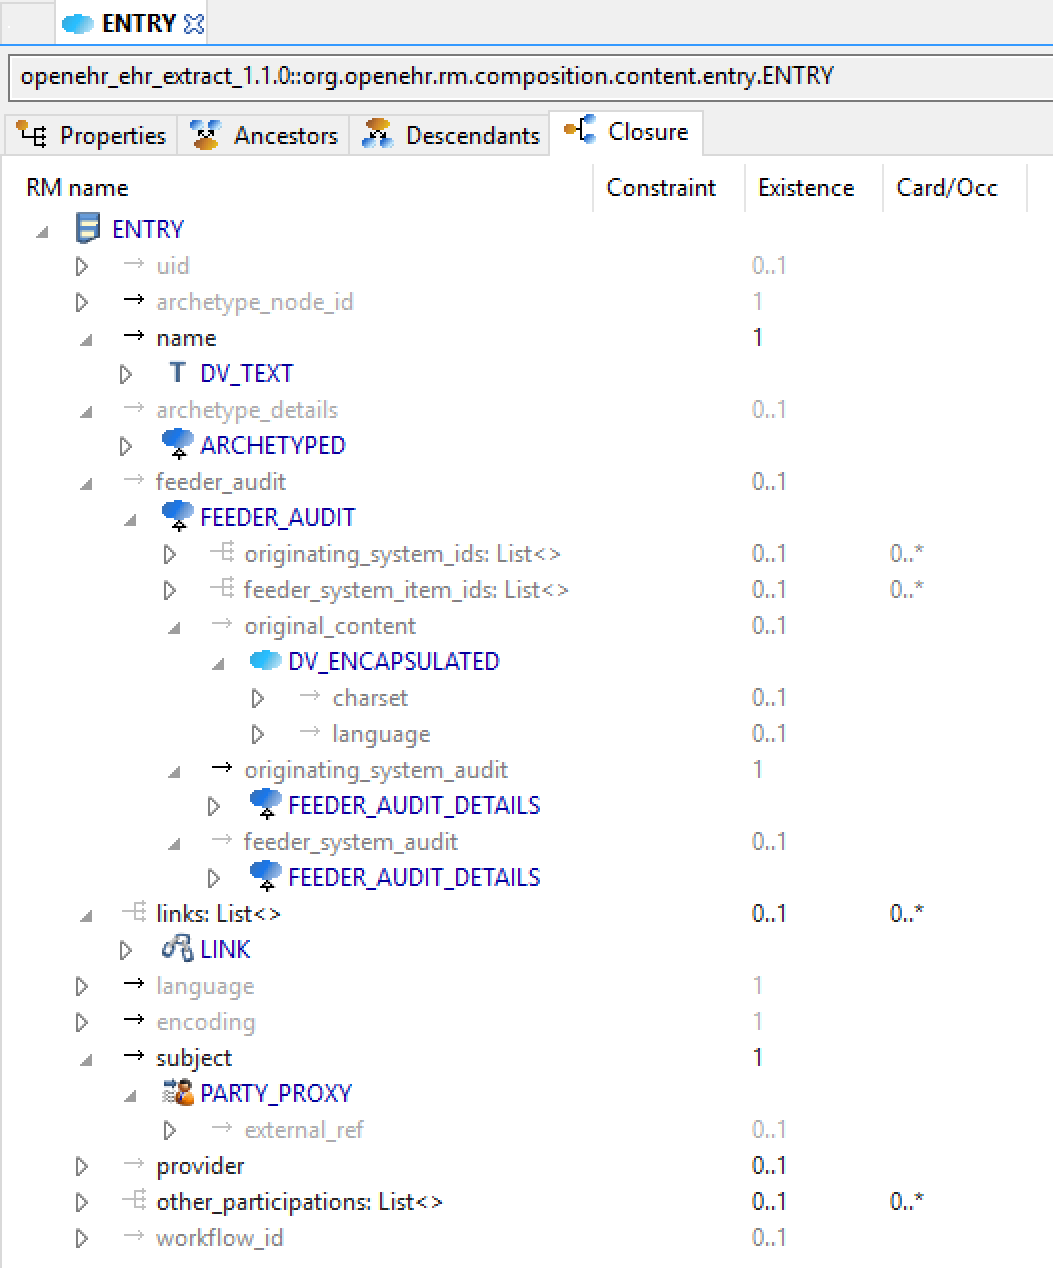 ENTRY
openehr_ehr_extract_1.1.0::org.openehr.rm.composition.content.entry.ENTRY
Properties Ancestors Descendants Closure
RM name Constraint Existence Card/Occ
ENTRY
uid 0..1
archetype_node_id 1
name 1
T DV_TEXT
archetype_details 0..1
ARCHETYPED
feeder_audit 0..1
FEEDER_AUDIT
originating_system_ids: List<> 0..1 0..*
feeder_system_item_ids: List<> 0..1 0..*
original_content 0..1
DV_ENCAPSULATED
charset 0..1
language 0..1
originating_system_audit 1
FEEDER_AUDIT_DETAILS
feeder_system_audit 0..1
FEEDER_AUDIT_DETAILS
links: List<> 0..1 0..*
LINK
language 1
encoding 1
subject 1
PARTY_PROXY
external_ref 0..1
provider 0..1
other_participations: List<> 0..1 0..*
workflow_id 0..1